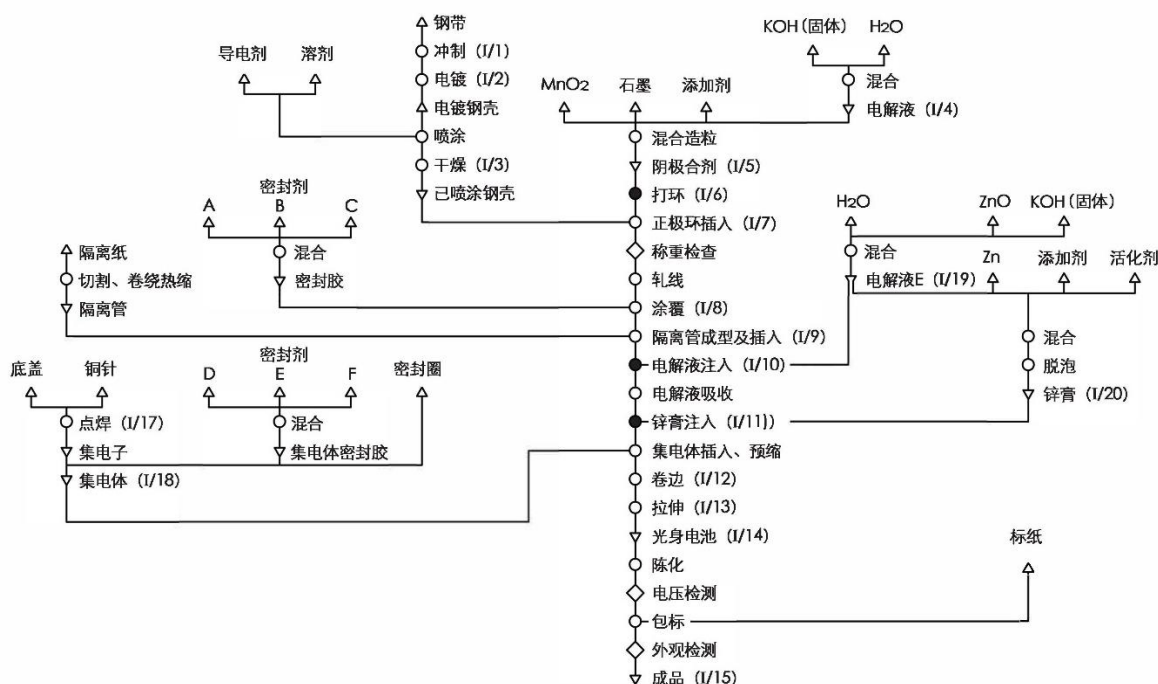 钢带
冲制 (I/1)
电镀 (I/2)
电镀钢壳
喷涂
干燥 (I/3)
已喷涂钢壳
导电剂
溶剂
KOH(固体)
H2O
混合
电解液 (I/4)
MnO2
石墨
添加剂
混合造粒
阴极合剂 (I/5)
打环 (I/6)
正极环插入 (I/7)
称重检查
轧线
涂覆 (I/8)
隔离管成型及插入 (I/9)
电解液注入 (I/10)
电解液吸收
锌膏注入 (I/11))
集电体插入、预缩
卷边 (I/12)
拉伸 (I/13)
光身电池 (I/14)
陈化
电压检测
包标
外观检测
成品 (I/15)
密封剂
A
B
C
混合
密封胶
隔离纸
切割、卷绕热缩
隔离管
H2O
ZnO
KOH(固体)
混合
电解液E (I/19)
Zn
添加剂
活化剂
混合
脱泡
锌膏 (I/20)
底盖
铜针
点焊 (I/17)
集电子
集电体 (I/18)
密封剂
D
E
F
混合
集电体密封胶
密封圈
标纸